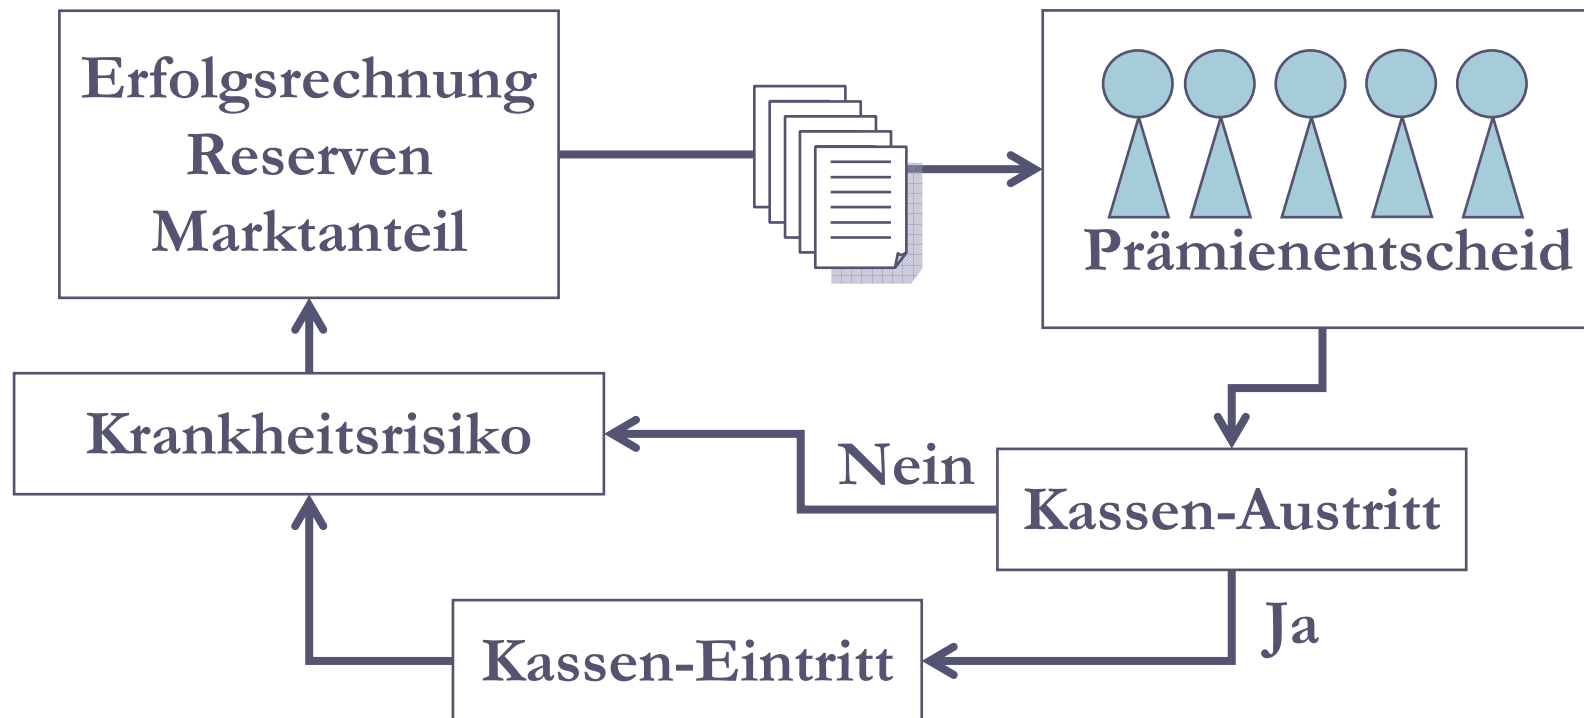 Erfolgsrechnung
Reserven
Marktanteil
Prämienentscheid
Krankheitsrisiko
Nein
Kassen-Austritt
Ja
Kassen-Eintritt